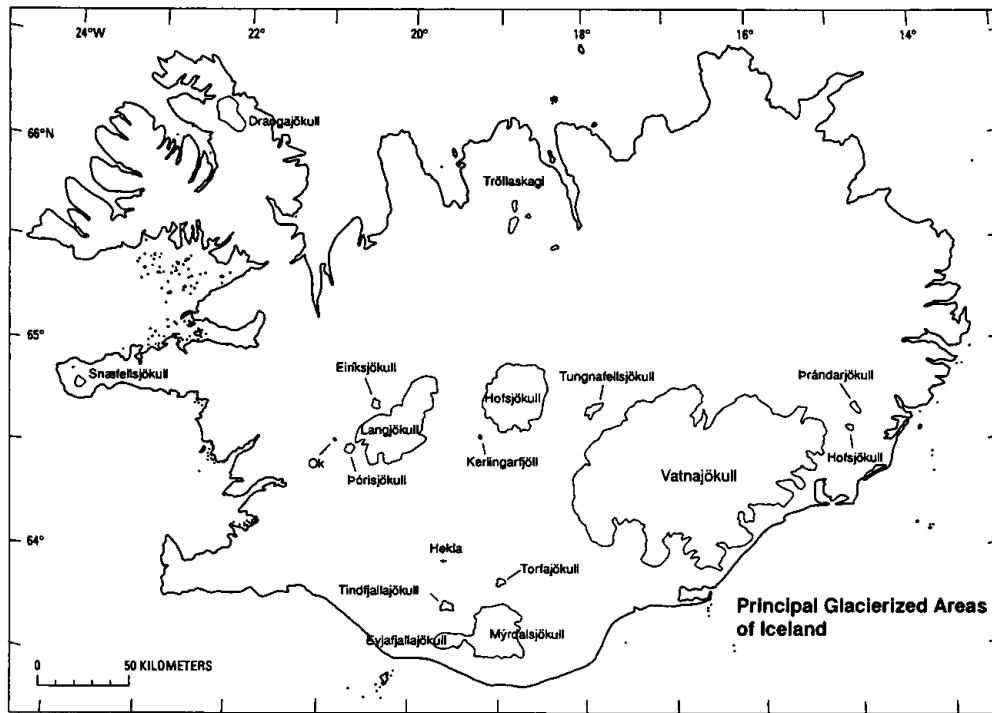 24°W 22° 20° 18° 16° 14°
66°N
Drangajökull
Tröllaskagi
65°
Snæfellsjökull
Eiríksjökull
Hofsjökull
Tungnafellsjökull
Þrándarjökull
Langjökull
Ok
Þórisjökull
Kerlingarfjöll
Vatnajökull
Hofsjökull
64°
Hekla
Torfajökull
Tindfjallajökull
Eyjafjallajökull
Mýrdalsjökull
Principal Glacierized Areas
of Iceland
0 50 KILOMETERS